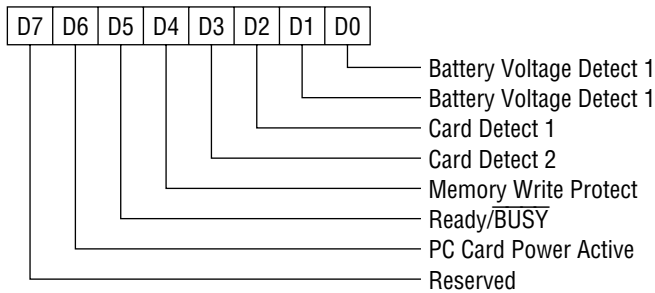 D7 D6 D5 D4 D3 D2 D1 D0
Battery Voltage Detect 1
Battery Voltage Detect 1
Card Detect 1
Card Detect 2
Memory Write Protect
Ready/B̅U̅S̅Y̅
PC Card Power Active
Reserved